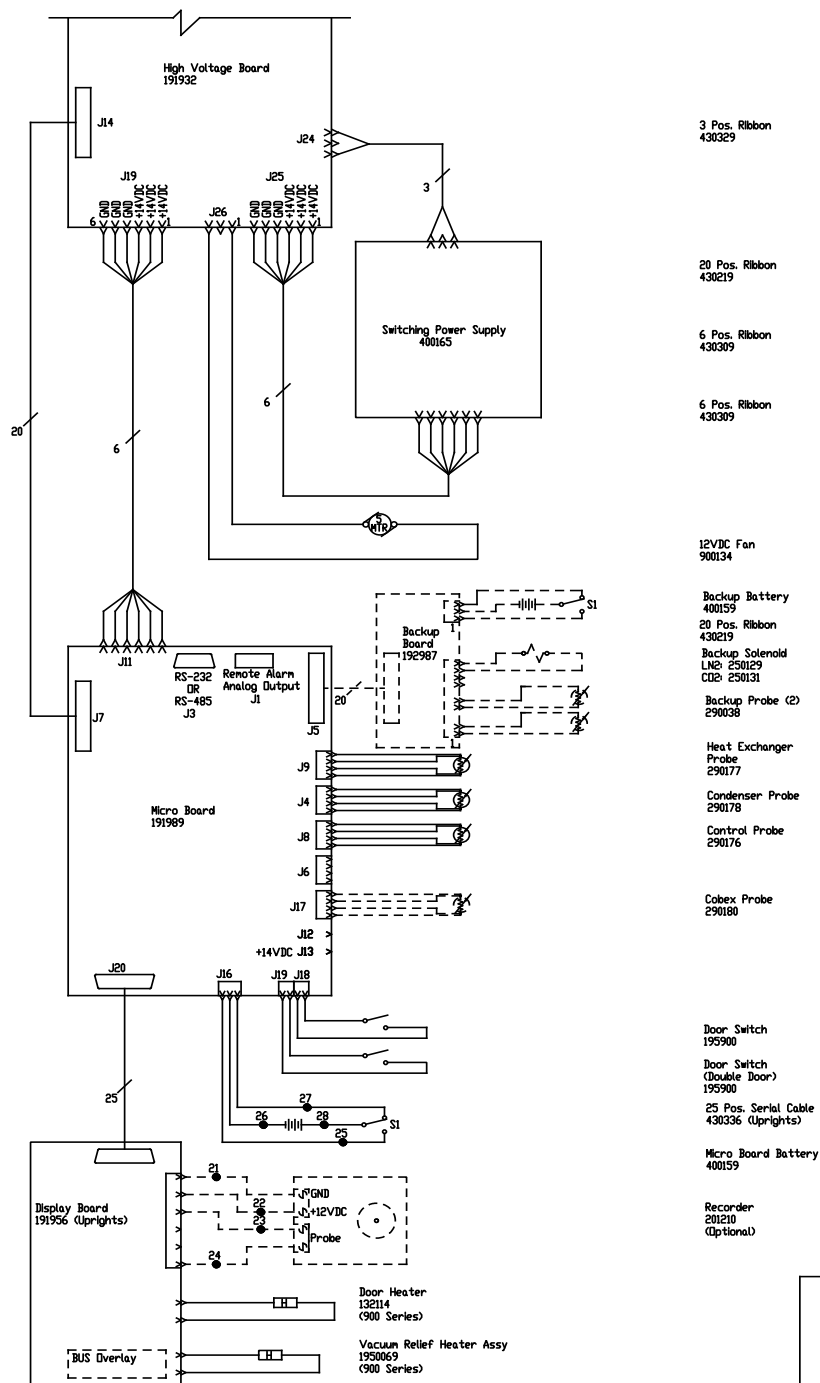 High Voltage Board
191932
J14
J24
3 Pos. Ribbon
430329
J19
GND
GND
GND
+14VDC
+14VDC
+14VDC
6
1
J26
1
J25
GND
GND
GND
+14VDC
+14VDC
+14VDC
1
3
20 Pos. Ribbon
430219
Switching Power Supply
400165
6 Pos. Ribbon
430309
6
6 Pos. Ribbon
430309
20
6
5
MTR
12VDC Fan
900134
S1
Backup Battery
400159
1
Backup
Board
192987
20 Pos. Ribbon
430219
J11
RS-232
OR
RS-485
J3
Remote Alarm
Analog Output
J1
20
Backup Solenoid
LN2: 250129
CO2: 250131
J7
J5
1
Backup Probe (2)
290038
J9
Heat Exchanger
Probe
290177
Micro Board
191989
J4
Condenser Probe
290178
J8
Control Probe
290176
J6
J17
Cobex Probe
290180
J12
+14VDC J13
J20
J16
J19
J18
Door Switch
195900
Door Switch
(Double Door)
195900
25
27
26
28
S1
25
25 Pos. Serial Cable
430336 (Uprights)
Micro Board Battery
400159
Display Board
191956 (Uprights)
21
GND
22
+12VDC
23
Probe
24
Recorder
201210
(Optional)
H
Door Heater
132114
(900 Series)
BUS Overlay
H
Vacuum Relief Heater Assy
1950069
(900 Series)